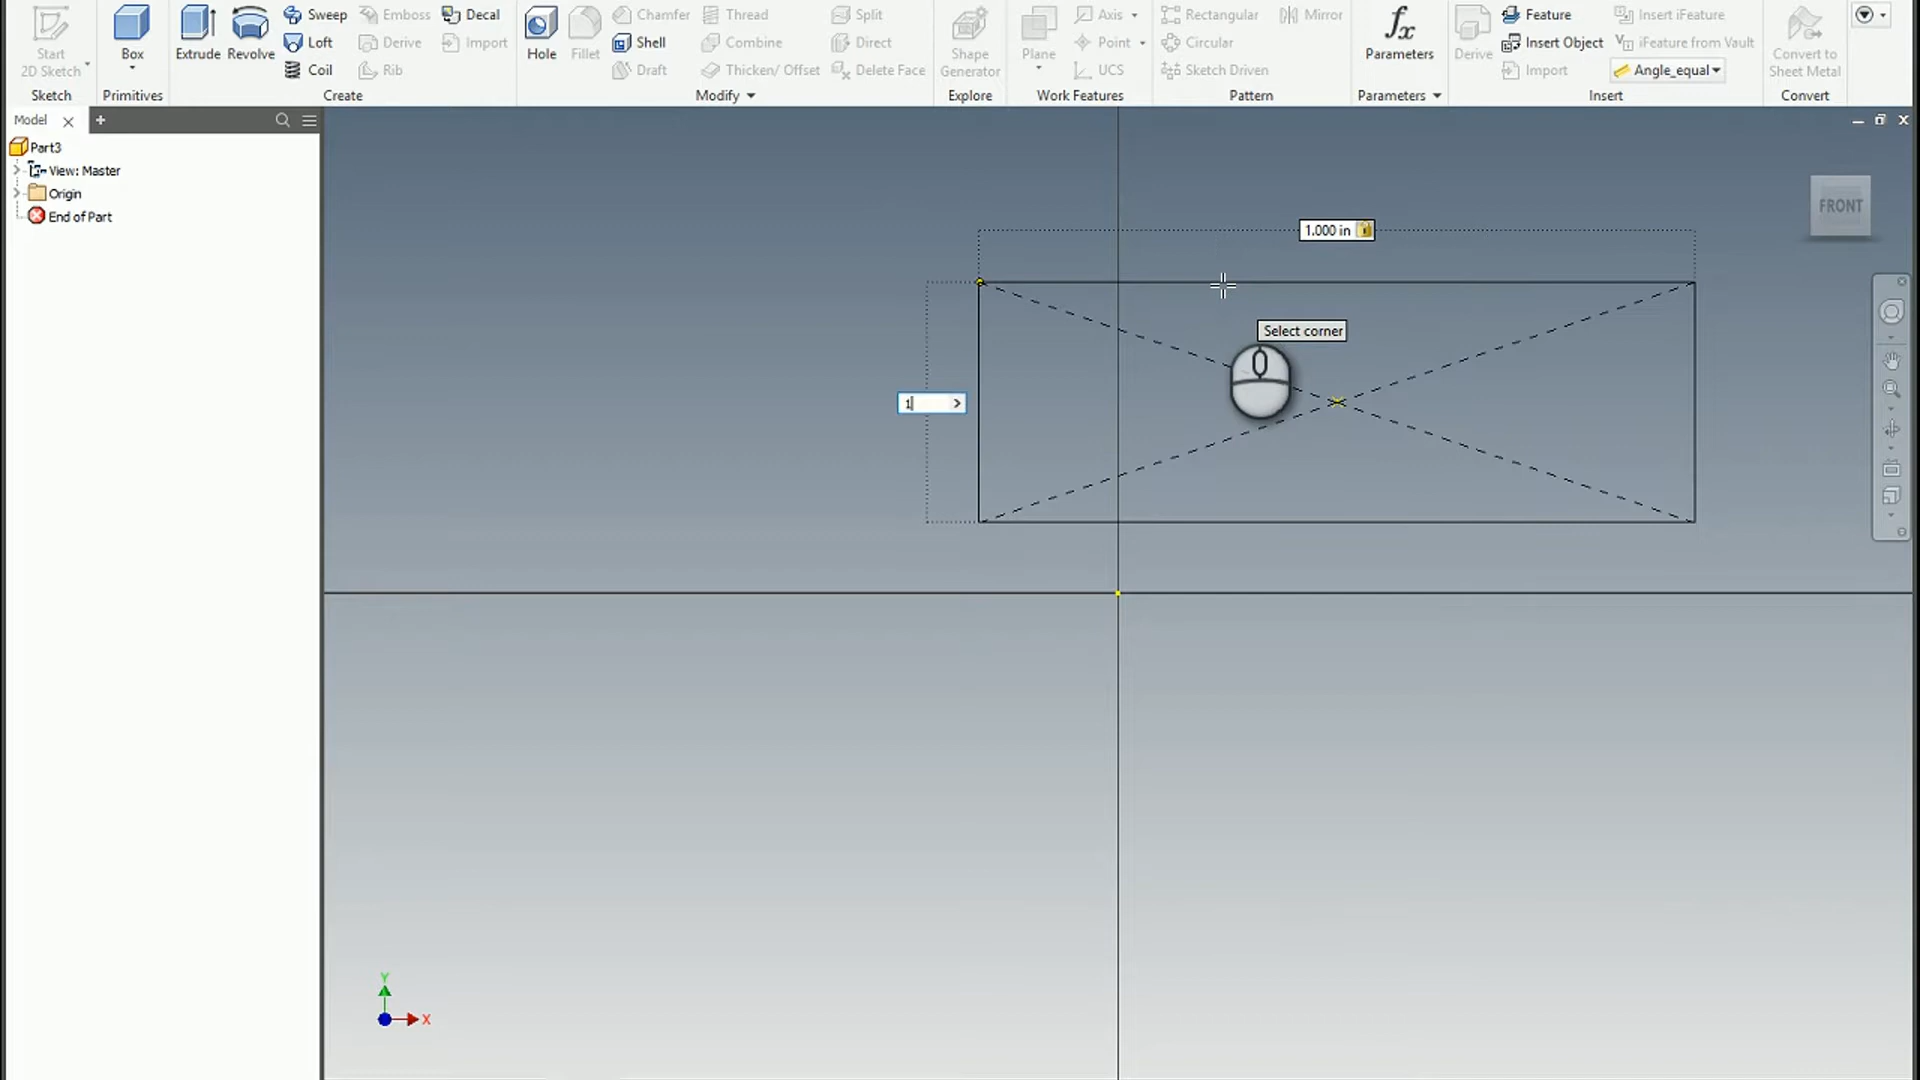 Start
2D Sketch
Sketch
Box
Primitives
Extrude
Revolve
Sweep
Loft
Coil
Emboss
Derive
Rib
Decal
Import
Create
Hole
Fillet
Chamfer
Shell
Draft
Thread
Combine
Thicken/ Offset
Split
Direct
Delete Face
Modify
Shape
Generator
Explore
Plane
Axis
Point
UCS
Work Features
Rectangular
Circular
Sketch Driven
Mirror
Pattern
fx
Parameters
Parameters
Derive
Feature
Insert Object
Import
Insert iFeature
iFeature from Vault
Angle_equal
Insert
Convert to
Sheet Metal
Convert
Model
Part3
View: Master
Origin
End of Part
FRONT
1.000 in
Select corner
1
Y
X